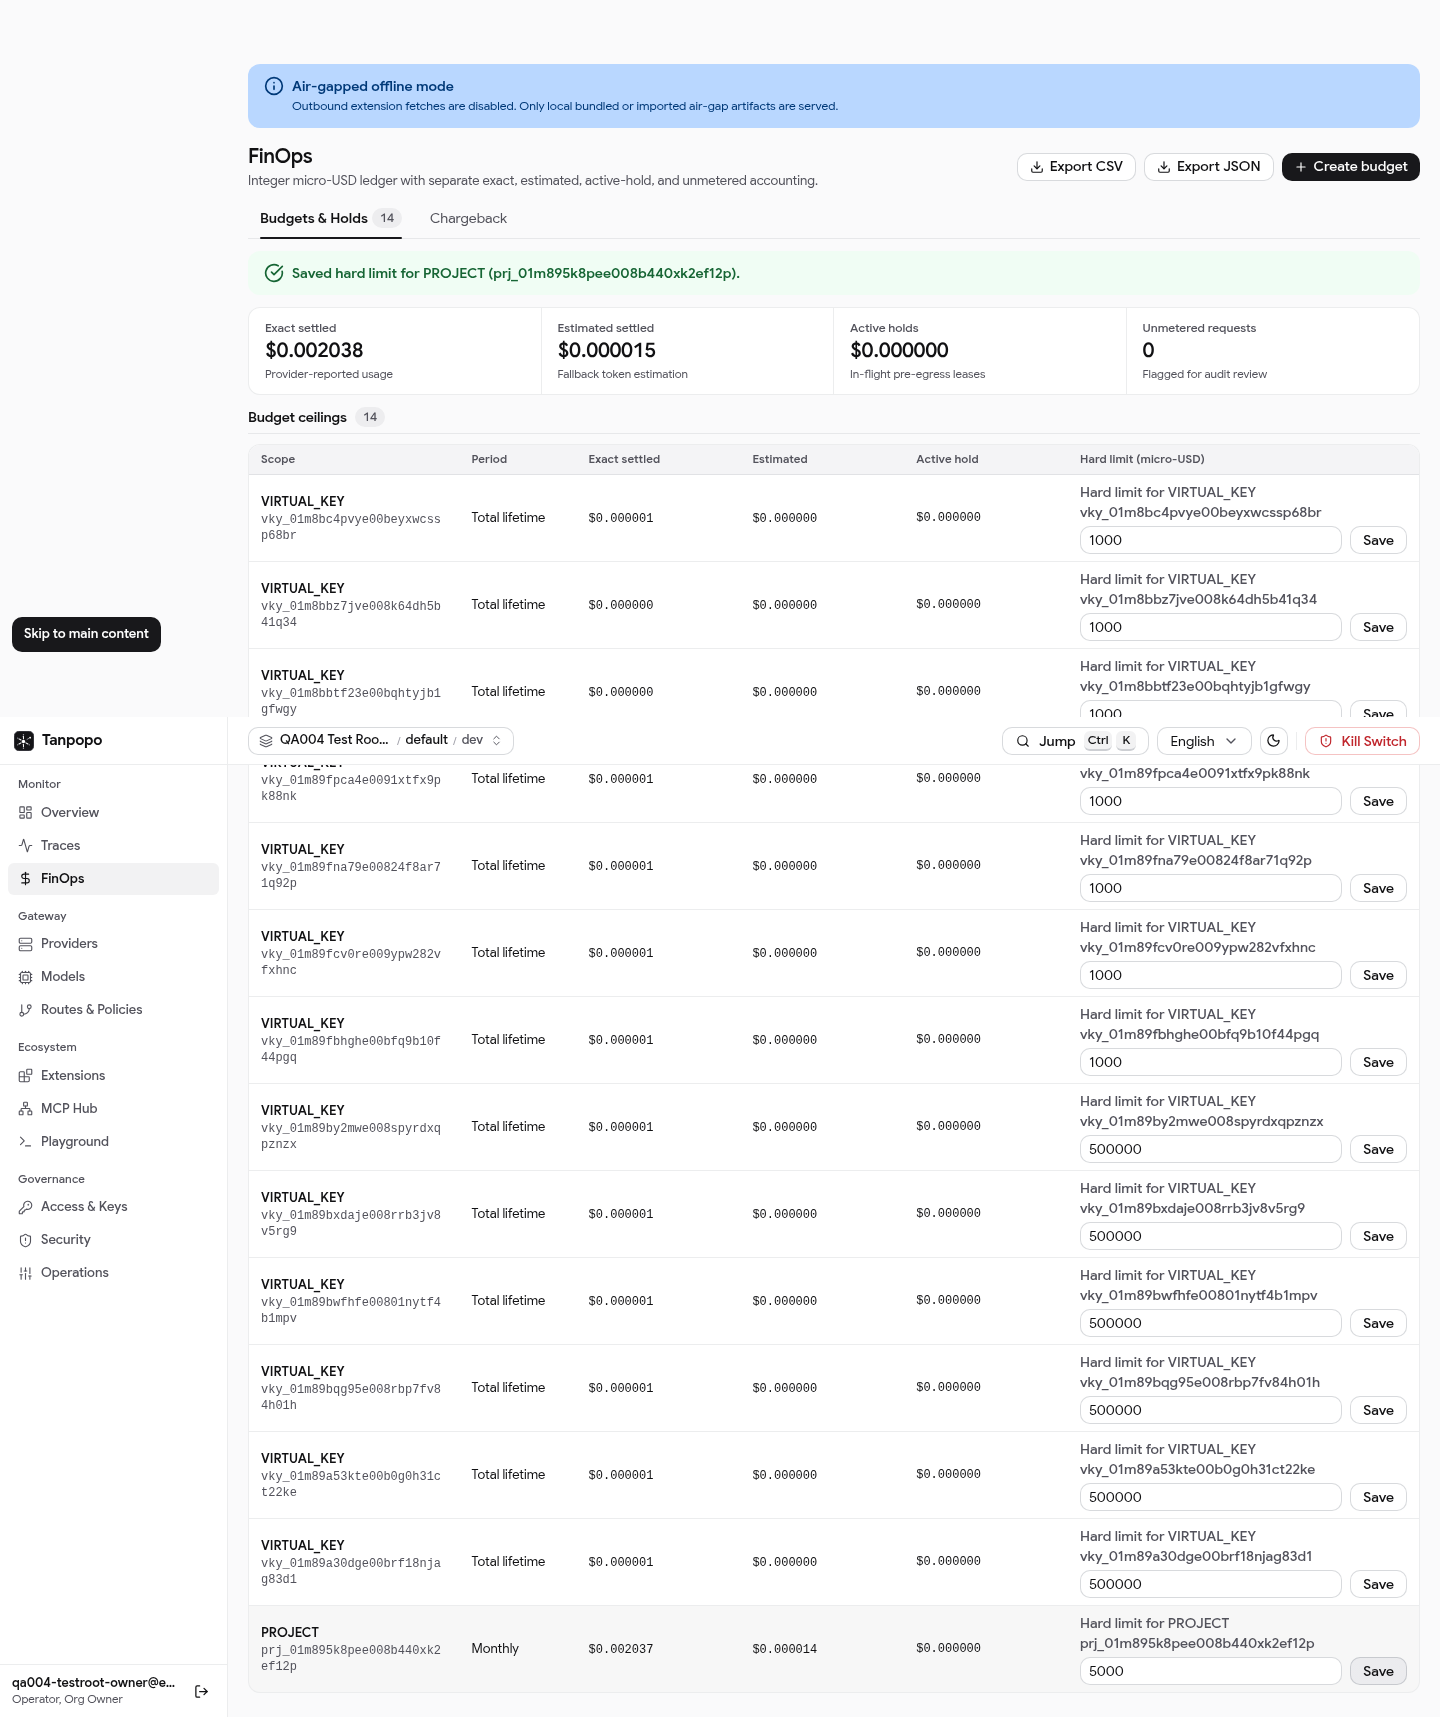 Air-gapped offline mode
Outbound extension fetches are disabled. Only local bundled or imported air-gap artifacts are served.
FinOps
Integer micro-USD ledger with separate exact, estimated, active-hold, and unmetered accounting.
Export CSV
Export JSON
Create budget
Budgets & Holds 14
Chargeback
Saved hard limit for PROJECT (prj_01m895k8pee008b440xk2ef12p).
Exact settled
$0.002038
Provider-reported usage
Estimated settled
$0.000015
Fallback token estimation
Active holds
$0.000000
In-flight pre-egress leases
Unmetered requests
0
Flagged for audit review
Budget ceilings 14
Scope Period Exact settled Estimated Active hold Hard limit (micro-USD)
VIRTUAL_KEY
vky_01m8bc4pvye00beyxwcss
p68br
Total lifetime $0.000001 $0.000000 $0.000000
Hard limit for VIRTUAL_KEY
vky_01m8bc4pvye00beyxwcssp68br
1000 Save
VIRTUAL_KEY
vky_01m8bbz7jve008k64dh5b
41q34
Total lifetime $0.000000 $0.000000 $0.000000
Hard limit for VIRTUAL_KEY
vky_01m8bbz7jve008k64dh5b41q34
1000 Save
Skip to main content
VIRTUAL_KEY
vky_01m8bbtf23e00bqhtyjb1
gfwgy
Total lifetime $0.000000 $0.000000 $0.000000
Hard limit for VIRTUAL_KEY
vky_01m8bbtf23e00bqhtyjb1gfwgy
1000 Save
Tanpopo
QA004 Test Roo... / default / dev
Jump Ctrl K
English
Kill Switch
Monitor
Overview
Traces
FinOps
Gateway
Providers
Models
Routes & Policies
Ecosystem
Extensions
MCP Hub
Playground
Governance
Access & Keys
Security
Operations
qa004-testroot-owner@e...
Operator, Org Owner
VIRTUAL_KEY
vky_01m89fpca4e0091xtfx9p
k88nk
Total lifetime $0.000001 $0.000000 $0.000000
vky_01m89fpca4e0091xtfx9pk88nk
1000 Save
VIRTUAL_KEY
vky_01m89fna79e00824f8ar7
1q92p
Total lifetime $0.000001 $0.000000 $0.000000
Hard limit for VIRTUAL_KEY
vky_01m89fna79e00824f8ar71q92p
1000 Save
VIRTUAL_KEY
vky_01m89fcv0re009ypw282v
fxhnc
Total lifetime $0.000001 $0.000000 $0.000000
Hard limit for VIRTUAL_KEY
vky_01m89fcv0re009ypw282vfxhnc
1000 Save
VIRTUAL_KEY
vky_01m89fbhghe00bfq9b10f
44pgq
Total lifetime $0.000001 $0.000000 $0.000000
Hard limit for VIRTUAL_KEY
vky_01m89fbhghe00bfq9b10f44pgq
1000 Save
VIRTUAL_KEY
vky_01m89by2mwe008spyrdxq
pznzx
Total lifetime $0.000001 $0.000000 $0.000000
Hard limit for VIRTUAL_KEY
vky_01m89by2mwe008spyrdxqpznzx
500000 Save
VIRTUAL_KEY
vky_01m89bxdaje008rrb3jv8
v5rg9
Total lifetime $0.000001 $0.000000 $0.000000
Hard limit for VIRTUAL_KEY
vky_01m89bxdaje008rrb3jv8v5rg9
500000 Save
VIRTUAL_KEY
vky_01m89bwfhfe00801nytf4
b1mpv
Total lifetime $0.000001 $0.000000 $0.000000
Hard limit for VIRTUAL_KEY
vky_01m89bwfhfe00801nytf4b1mpv
500000 Save
VIRTUAL_KEY
vky_01m89bqg95e008rbp7fv8
4h01h
Total lifetime $0.000001 $0.000000 $0.000000
Hard limit for VIRTUAL_KEY
vky_01m89bqg95e008rbp7fv84h01h
500000 Save
VIRTUAL_KEY
vky_01m89a53kte00b0g0h31c
t22ke
Total lifetime $0.000001 $0.000000 $0.000000
Hard limit for VIRTUAL_KEY
vky_01m89a53kte00b0g0h31ct22ke
500000 Save
VIRTUAL_KEY
vky_01m89a30dge00brf18nja
g83d1
Total lifetime $0.000001 $0.000000 $0.000000
Hard limit for VIRTUAL_KEY
vky_01m89a30dge00brf18njag83d1
500000 Save
PROJECT
prj_01m895k8pee008b440xk2
ef12p
Monthly $0.002037 $0.000014 $0.000000
Hard limit for PROJECT
prj_01m895k8pee008b440xk2ef12p
5000 Save